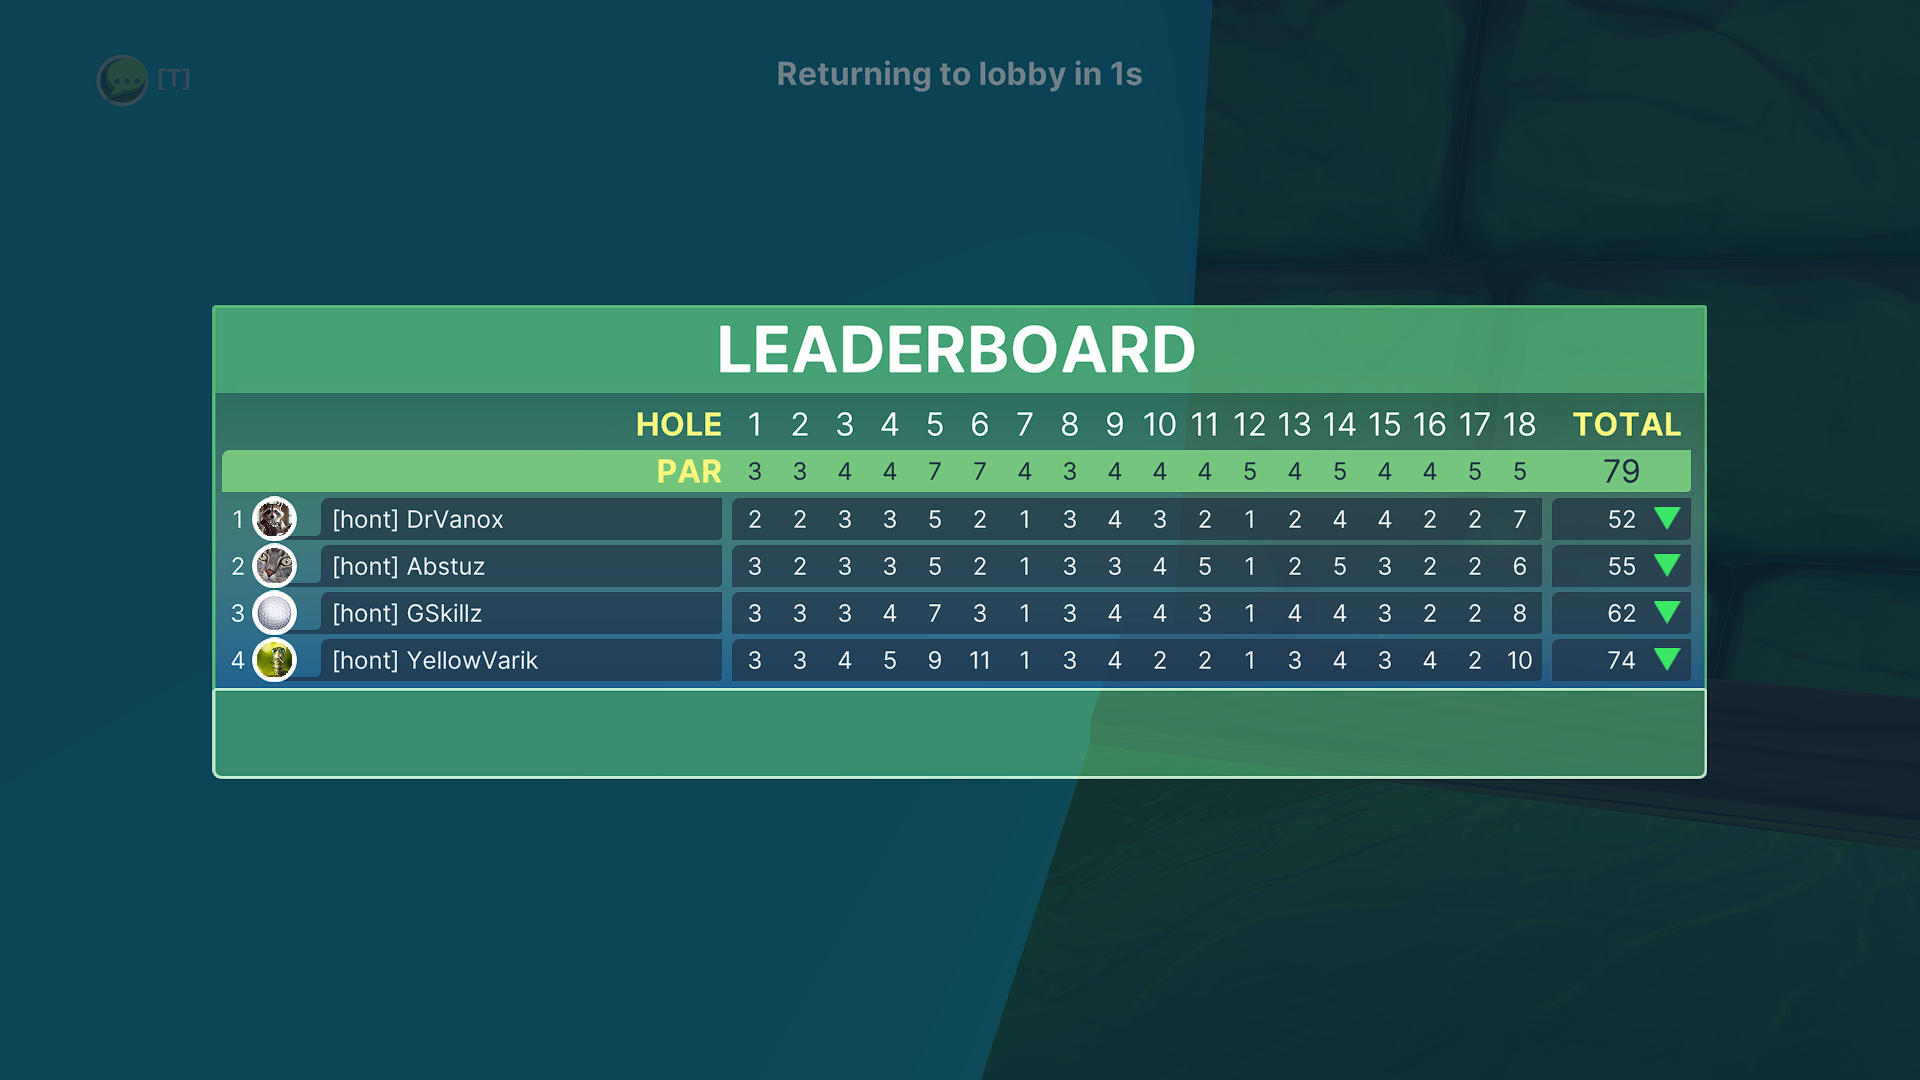 [T]
Returning to lobby in 1s
LEADERBOARD
HOLE 1 2 3 4 5 6 7 8 9 10 11 12 13 14 15 16 17 18 TOTAL
PAR 3 3 4 4 7 7 4 3 4 4 4 5 4 5 4 4 5 5 79
1 [hont] DrVanox 2 2 3 3 5 2 1 3 4 3 2 1 2 4 4 2 2 7 52
2 [hont] Abstuz 3 2 3 3 5 2 1 3 3 4 5 1 2 5 3 2 2 6 55
3 [hont] GSkillz 3 3 3 4 7 3 1 3 4 4 3 1 4 4 3 2 2 8 62
4 [hont] YellowVarik 3 3 4 5 9 11 1 3 4 2 2 1 3 4 3 4 2 10 74